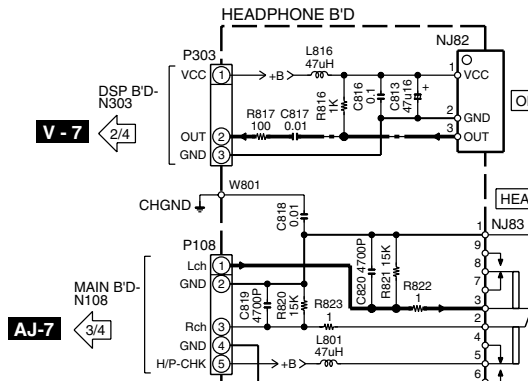 HEADPHONE B'D
P303
L816
47uH
NJ82
VCC
1
+B
1
VCC
DSP B'D-
N303
V - 7
2/4
R816
1K
C816
0.1
C813
47u16
+
R817
100
C817
0.01
2
GND
3
OUT
OUT
2
GND
3
W801
CHGND
C818
0.01
HEA
1
NJ83
P108
Lch
1
9
8
7
MAIN B'D-
N108
GND
2
C819
4700P
R820
15K
C820 4700P
R821 15K
R822
1
3
AJ-7
3/4
Rch
3
R823
1
2
GND
4
L801
47uH
4
H/P-CHK
5
+B
5
6